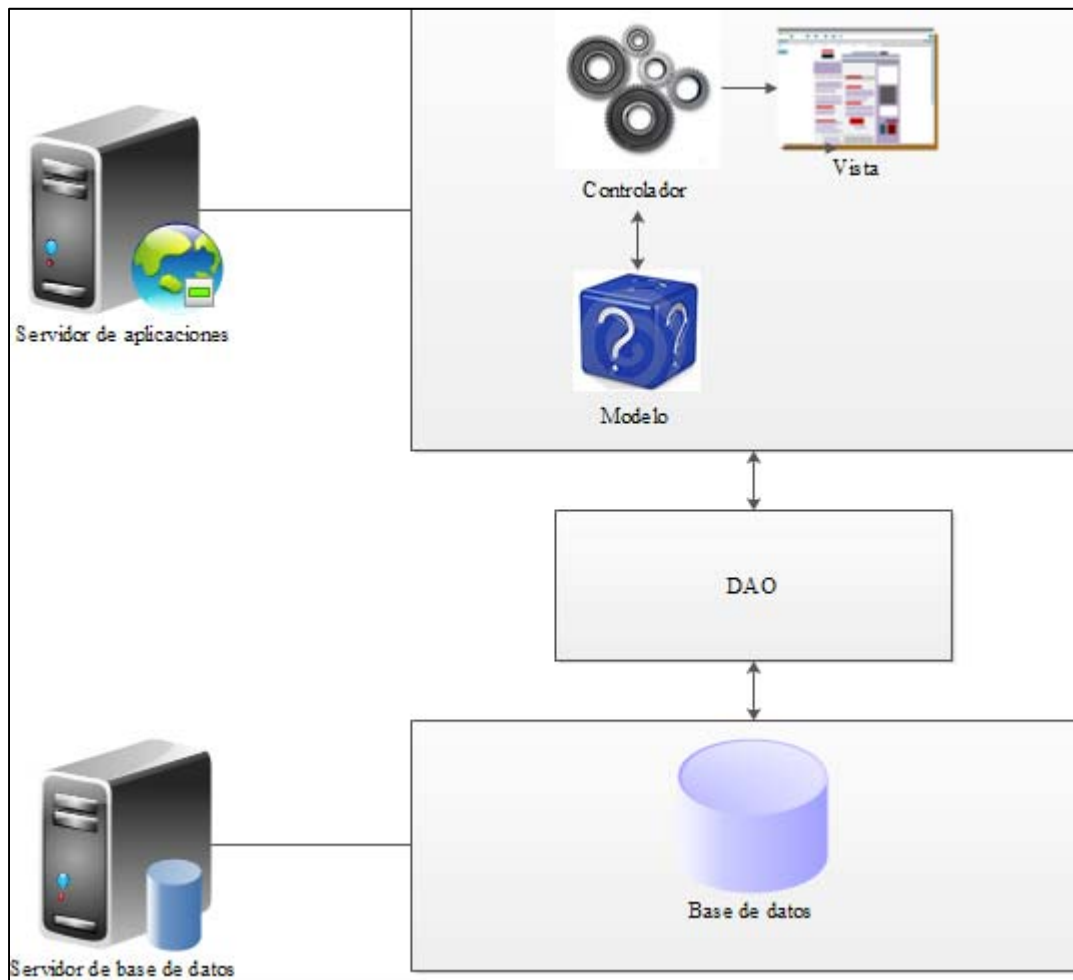 Vista
Controlador
Servidor de aplicaciones
Modelo
DAO
Base de datos
Servidor de base de datos